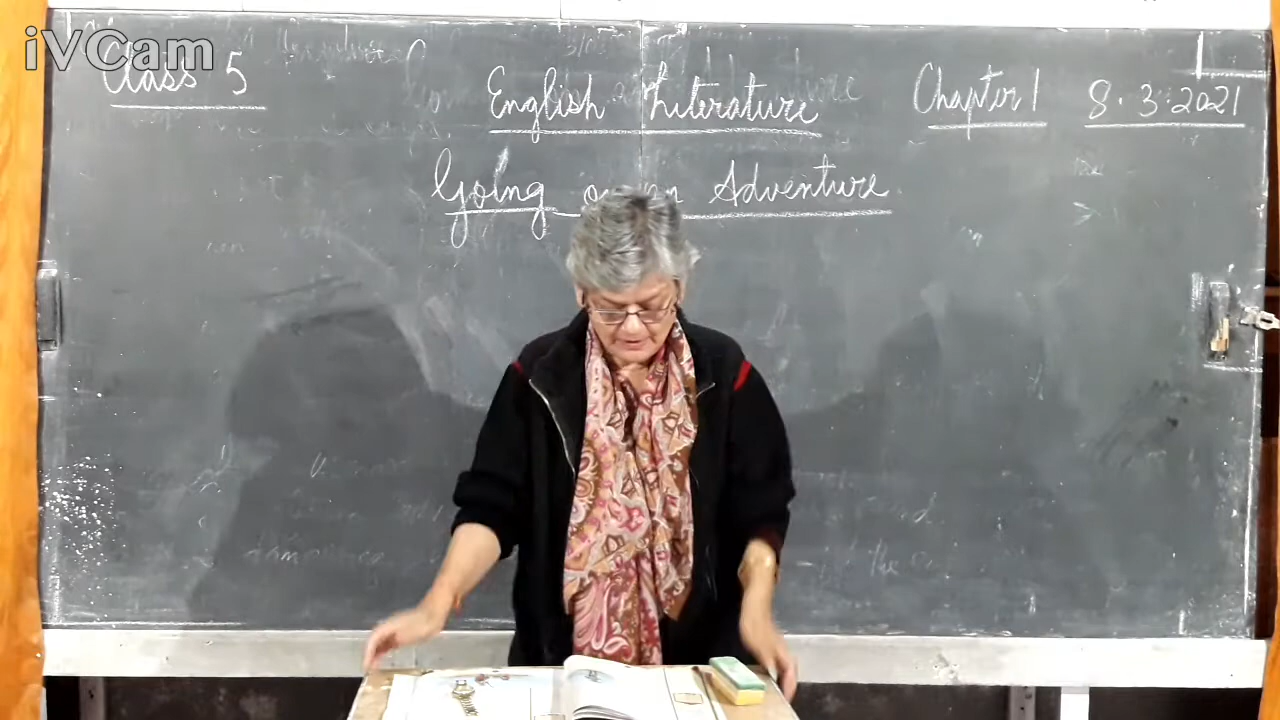 iVCam
Class 5 English Literature Chapter 1 8.3.2021
Going on an Adventure